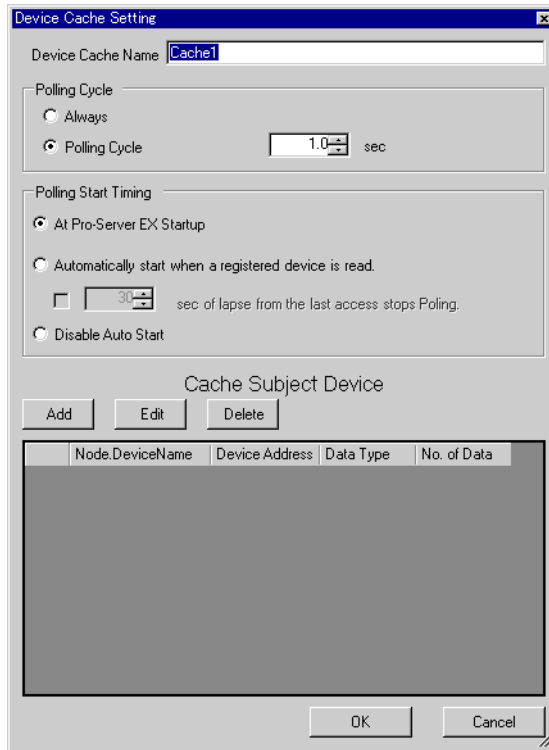 Device Cache Setting
Device Cache Name Cache1
Polling Cycle
Always
Polling Cycle 1.0 sec
Polling Start Timing
At Pro-Server EX Startup
Automatically start when a registered device is read.
30 sec of lapse from the last access stops Poling.
Disable Auto Start
Cache Subject Device
Add Edit Delete
Node.DeviceName Device Address Data Type No. of Data
OK Cancel